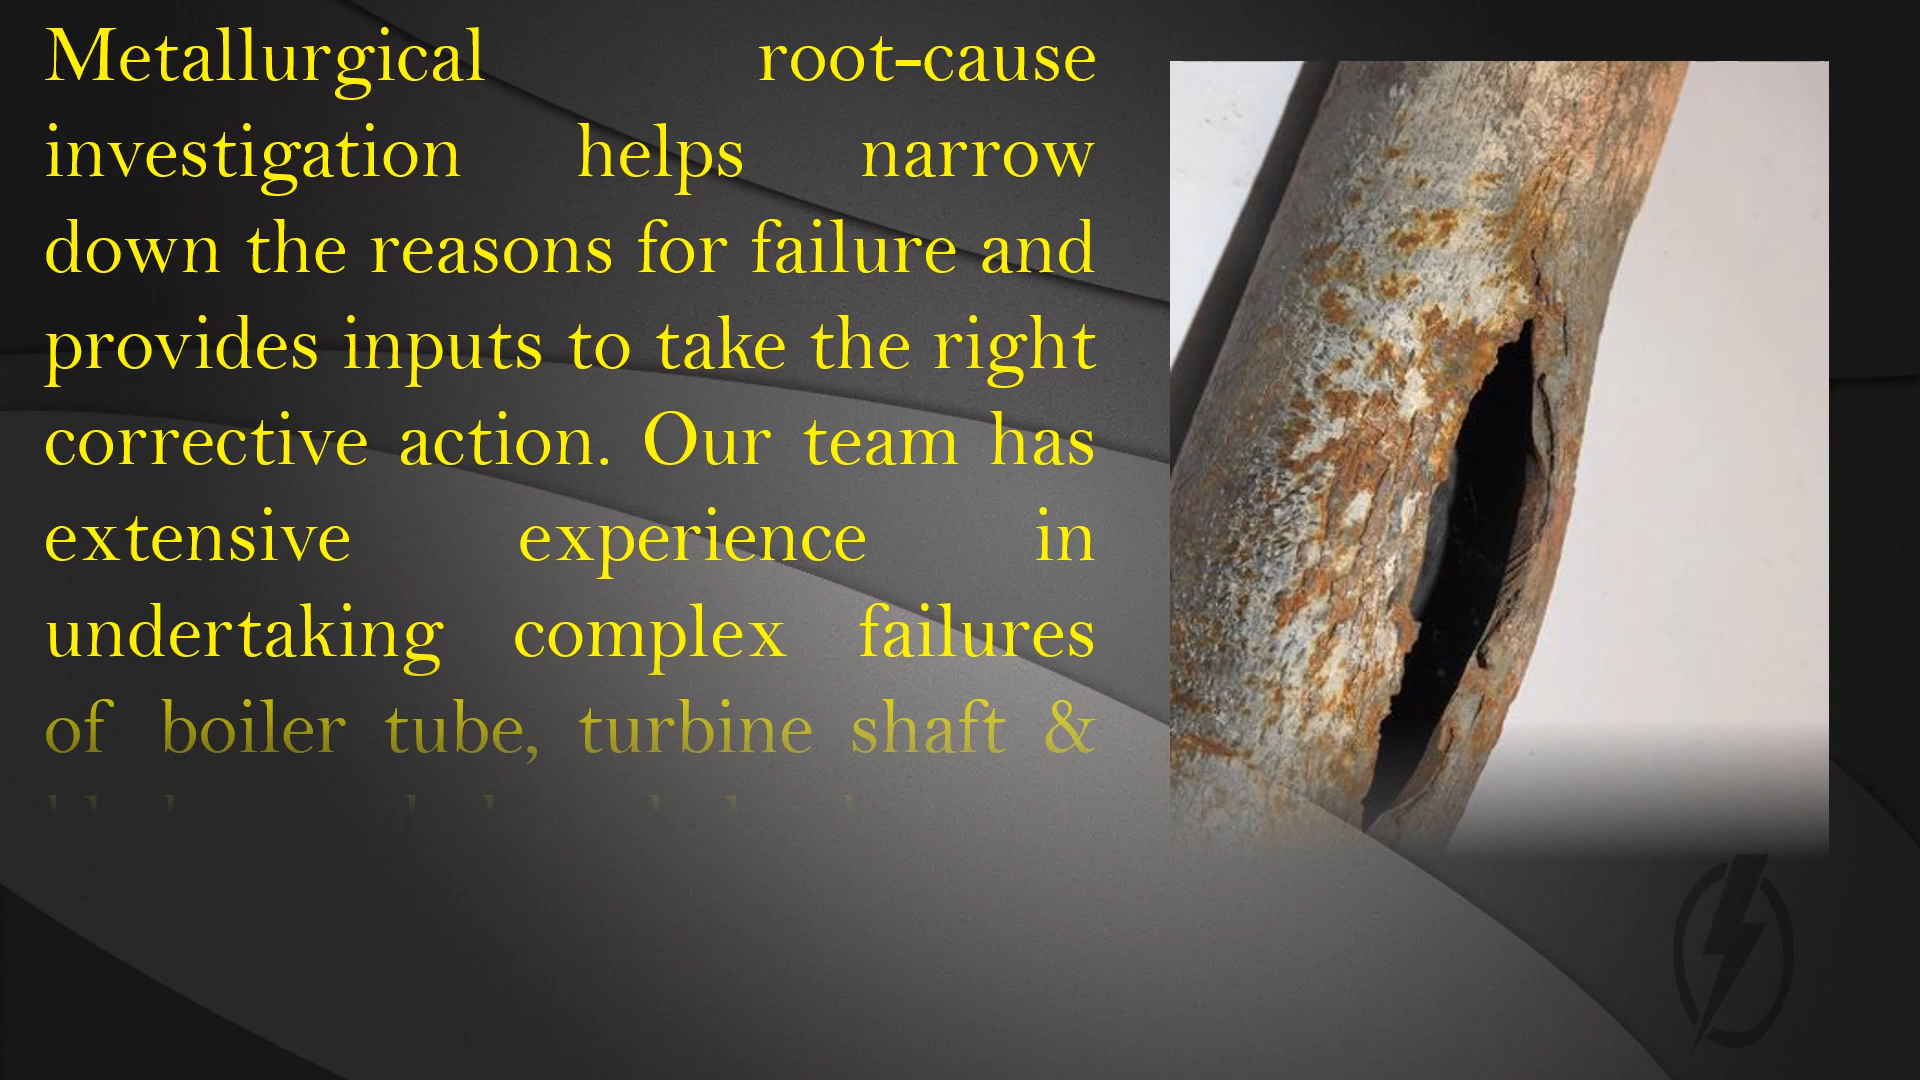 Metallurgical root-cause
investigation helps narrow
down the reasons for failure and
provides inputs to take the right
corrective action. Our team has
extensive experience in
undertaking complex failures
of boiler tube, turbine shaft &